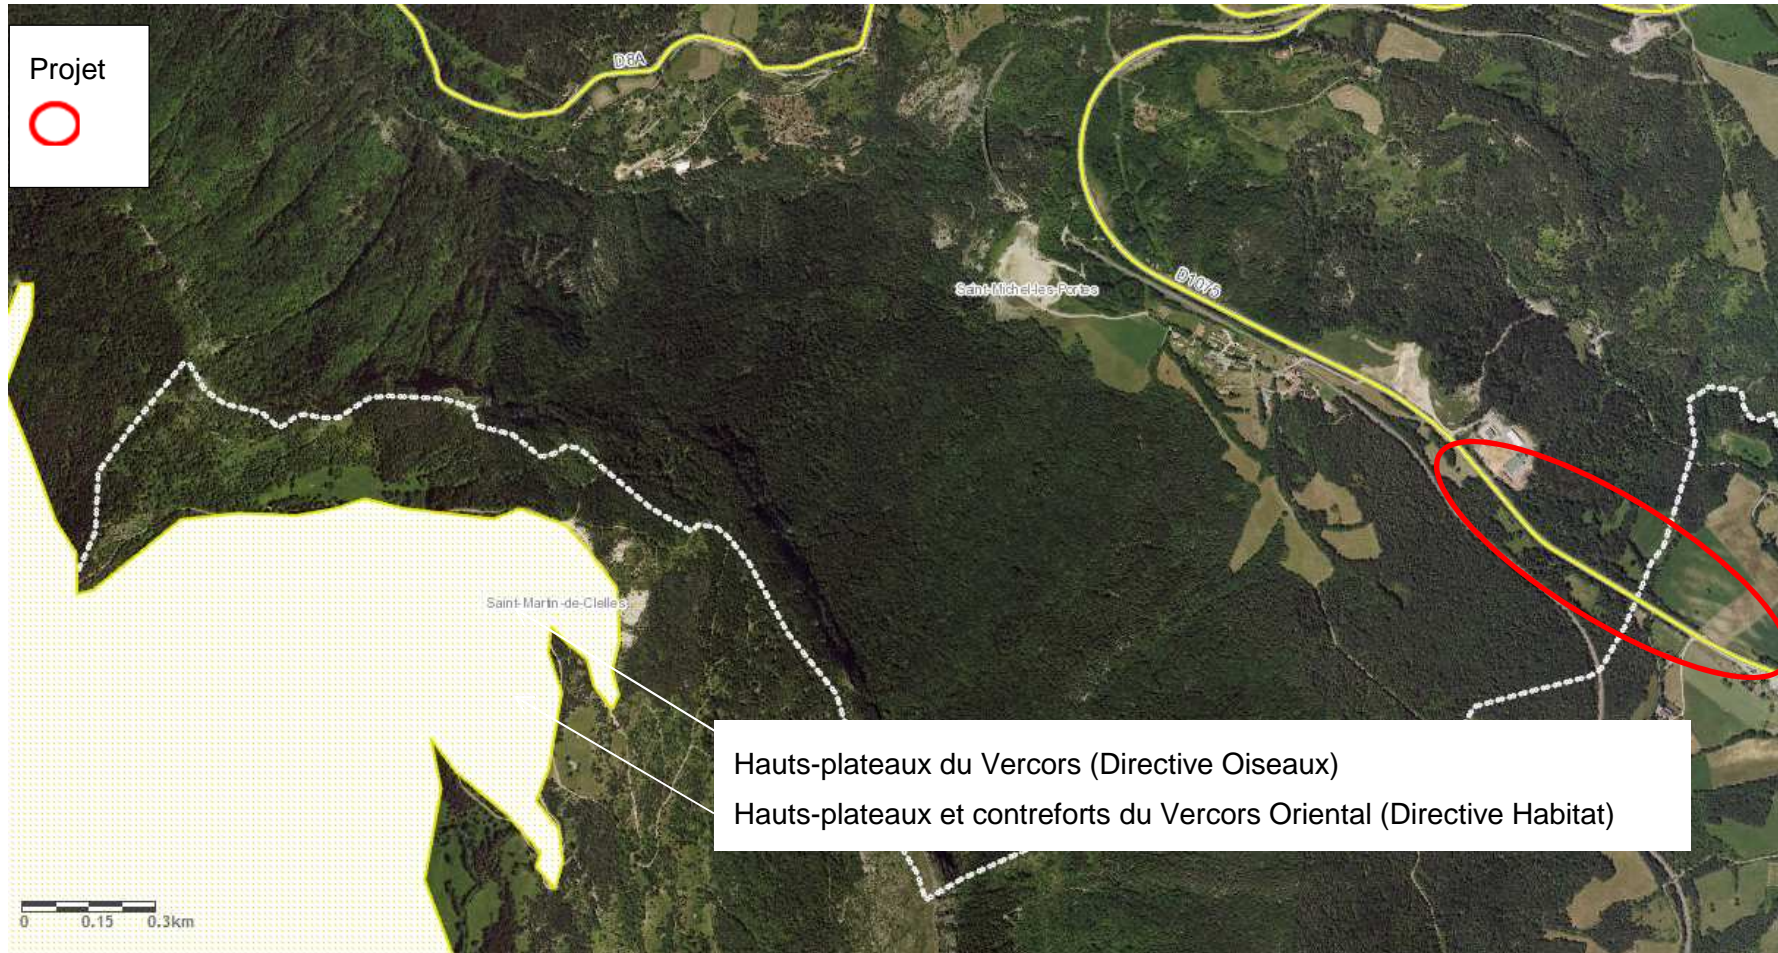 Projet
D8A
D1075
Saint-Michel-les-Portes
Saint-Martin-de-Clelles
Hauts-plateaux du Vercors (Directive Oiseaux)
Hauts-plateaux et contreforts du Vercors Oriental (Directive Habitat)
0 0.15 0.3km